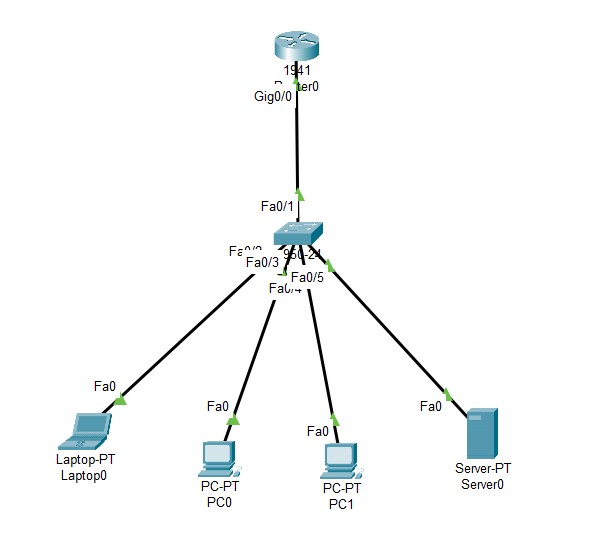 1941
Gig0/0
Fa0/1
Fa0/3
Fa0/5
Fa0
Laptop-PT
Laptop0
Fa0
PC-PT
PC0
Fa0
PC-PT
PC1
Fa0
Server-PT
Server0